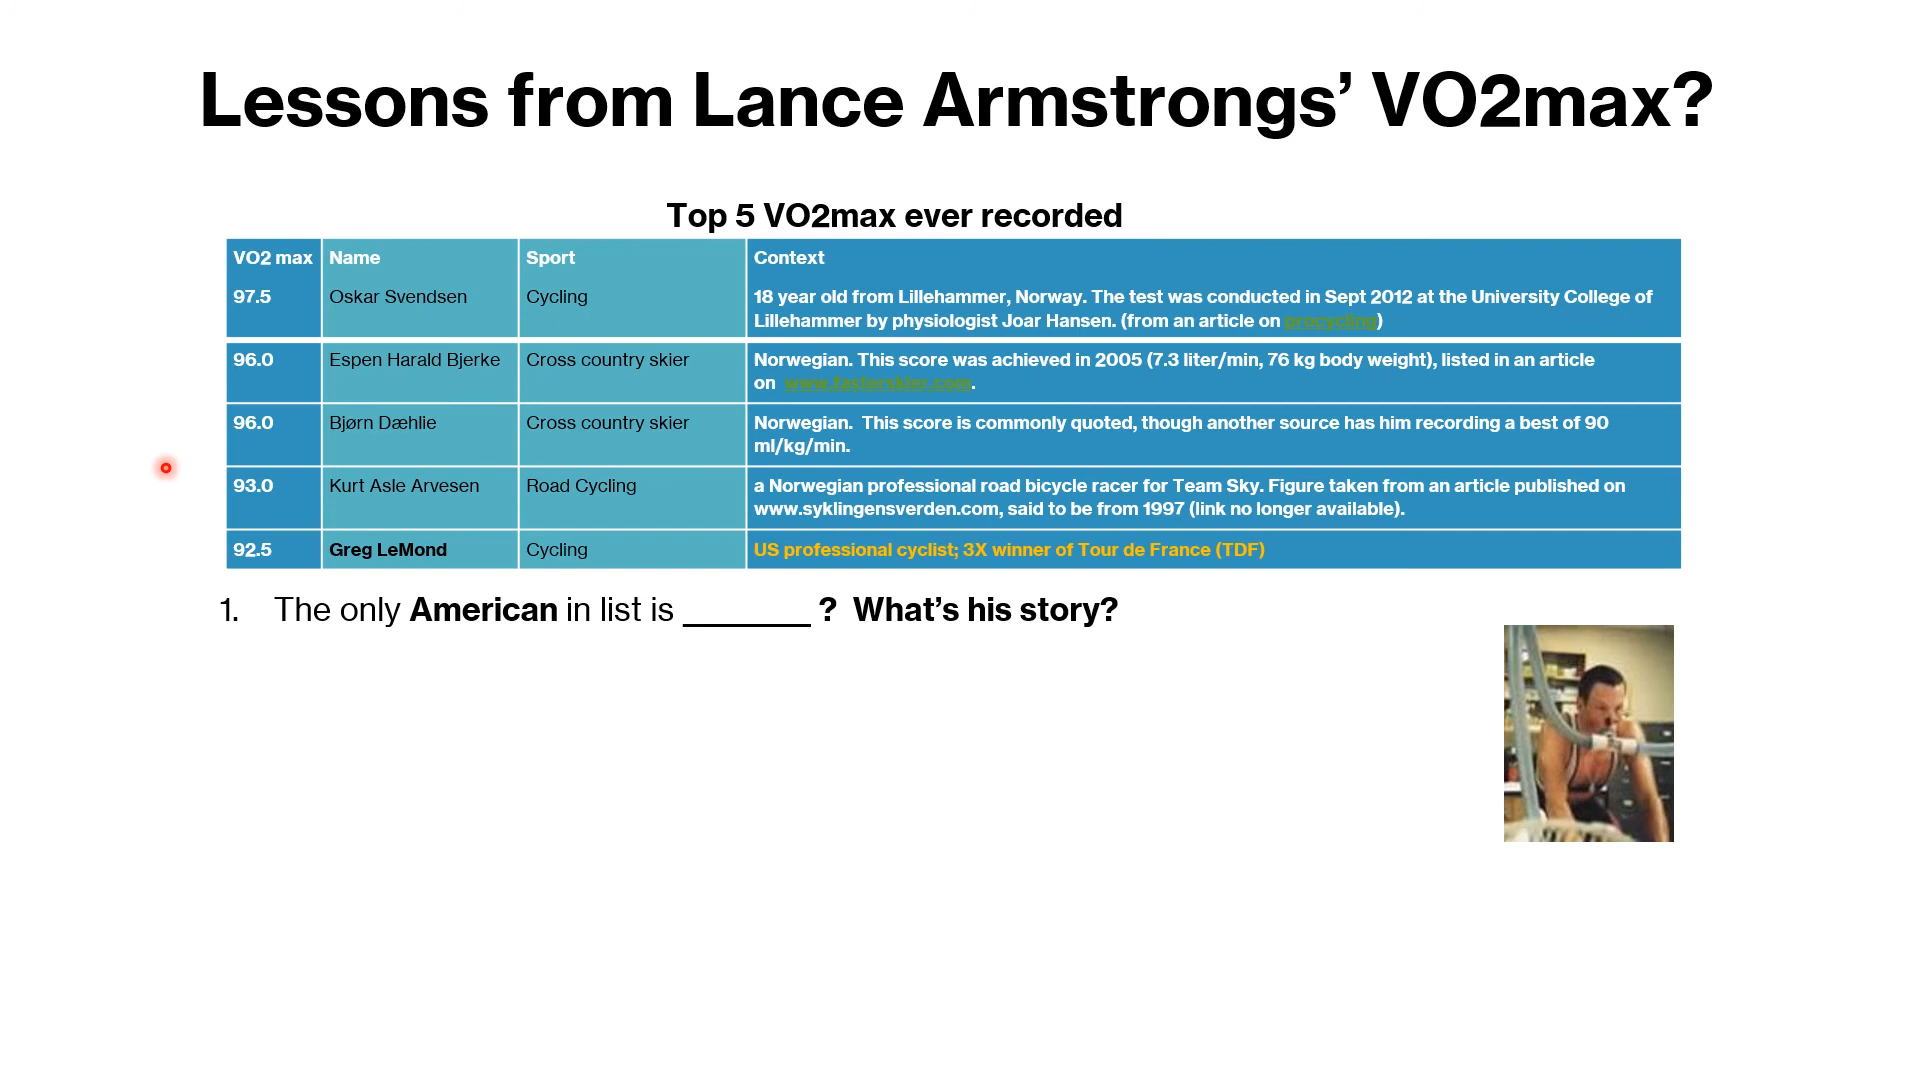 Lessons from Lance Armstrongs’ VO2max?
Top 5 VO2max ever recorded
VO2 max Name Sport Context
97.5 Oskar Svendsen Cycling 18 year old from Lillehammer, Norway. The test was conducted in Sept 2012 at the University College of
Lillehammer by physiologist Joar Hansen. (from an article on procycling)
96.0 Espen Harald Bjerke Cross country skier Norwegian. This score was achieved in 2005 (7.3 liter/min, 76 kg body weight), listed in an article
on www.fasterskier.com.
96.0 Bjørn Dæhlie Cross country skier Norwegian. This score is commonly quoted, though another source has him recording a best of 90
ml/kg/min.
93.0 Kurt Asle Arvesen Road Cycling a Norwegian professional road bicycle racer for Team Sky. Figure taken from an article published on
www.syklingensverden.com, said to be from 1997 (link no longer available).
92.5 Greg LeMond Cycling US professional cyclist; 3X winner of Tour de France (TDF)
1. The only American in list is ________ ? What’s his story?